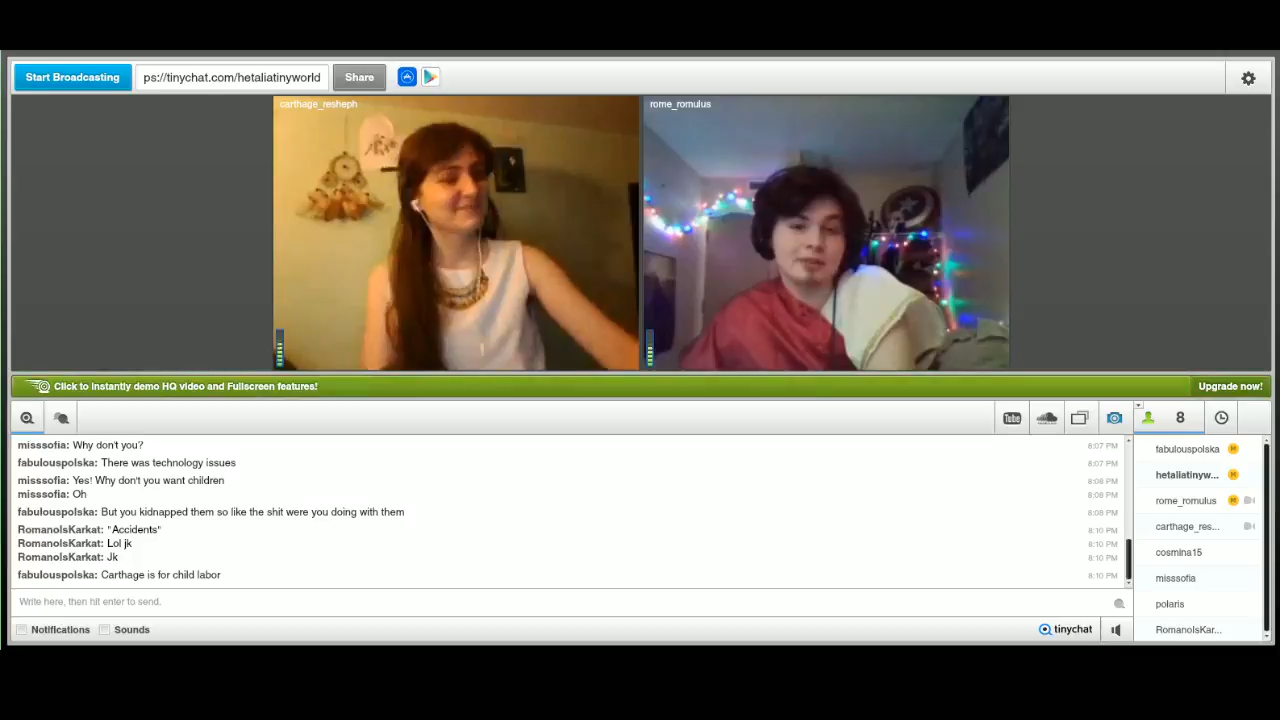 Start Broadcasting
ps://tinychat.com/hetaliatinyworld
Share
carthage_resheph
rome_romulus
Click to instantly demo HQ video and Fullscreen features!
Upgrade now!
You Tube
8
misssofia: Why don't you? 8:07 PM
fabulouspolska: There was technology issues 8:07 PM
misssofia: Yes! Why don't you want children 8:08 PM
misssofia: Oh 8:08 PM
fabulouspolska: But you kidnapped them so like the shit were you doing with them 8:08 PM
RomanoIsKarkat: "Accidents" 8:10 PM
RomanoIsKarkat: Lol jk 8:10 PM
RomanoIsKarkat: Jk 8:10 PM
fabulouspolska: Carthage is for child labor 8:10 PM
Write here, then hit enter to send.
Notifications
Sounds
tinychat
fabulouspolska M
hetaliatinyw... M
rome_romulus M
carthage_res...
cosmina15
misssofia
polaris
RomanoIsKar...